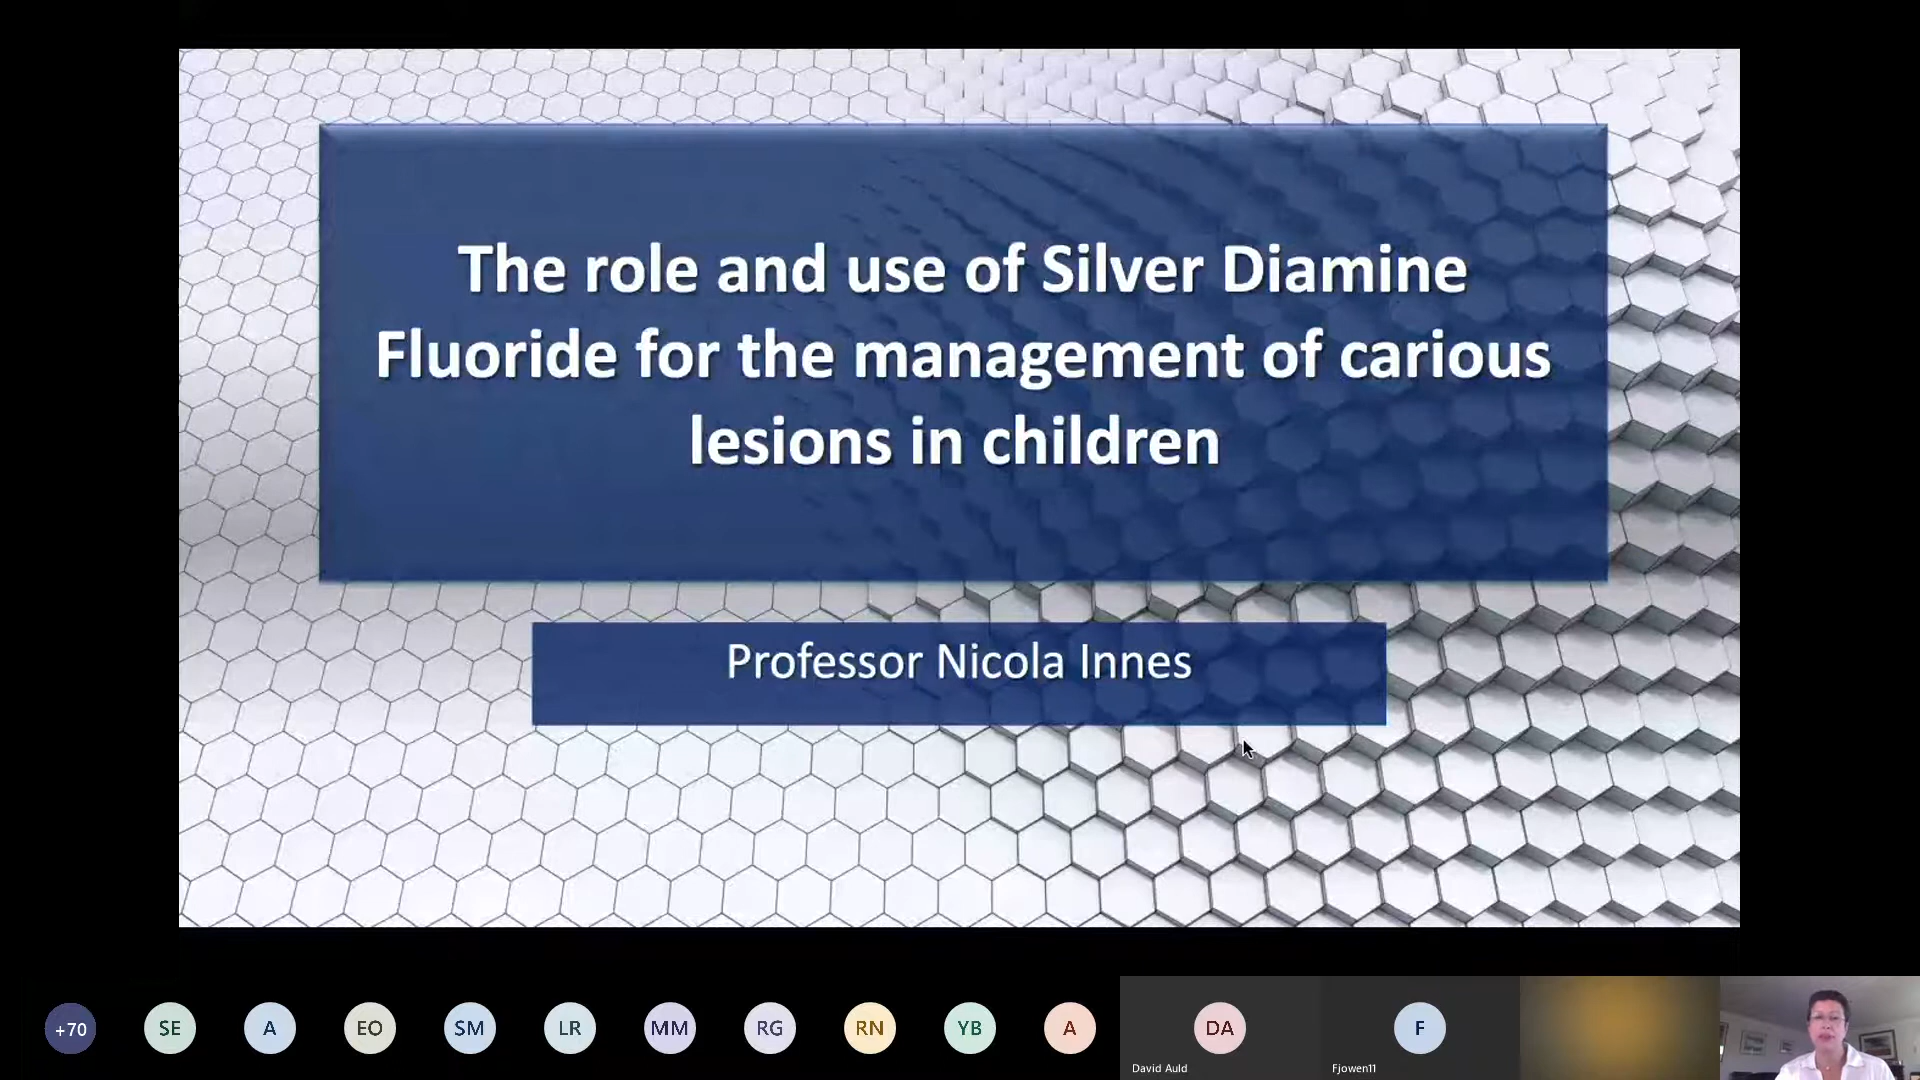 The role and use of Silver Diamine
Fluoride for the management of carious
lesions in children
Professor Nicola Innes
+70
SE
A
EO
SM
LR
MM
RG
RN
YB
A
DA
David Auld
F
Fjowen11